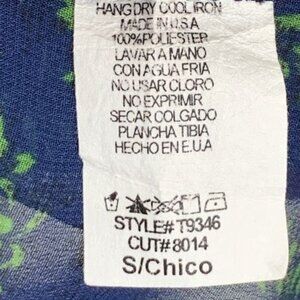 HANG DRY COOL IRON
MADE IN U.S.A
100% POLIESTER
LAVAR A MANO
CON AGUA FRIA
NO USAR CLORO
NO EXPRIMIR
SECAR COLGADO
PLANCHA TIBIA
HECHO EN E.U.A
STYLE# T9346
CUT# 8014
S/Chico